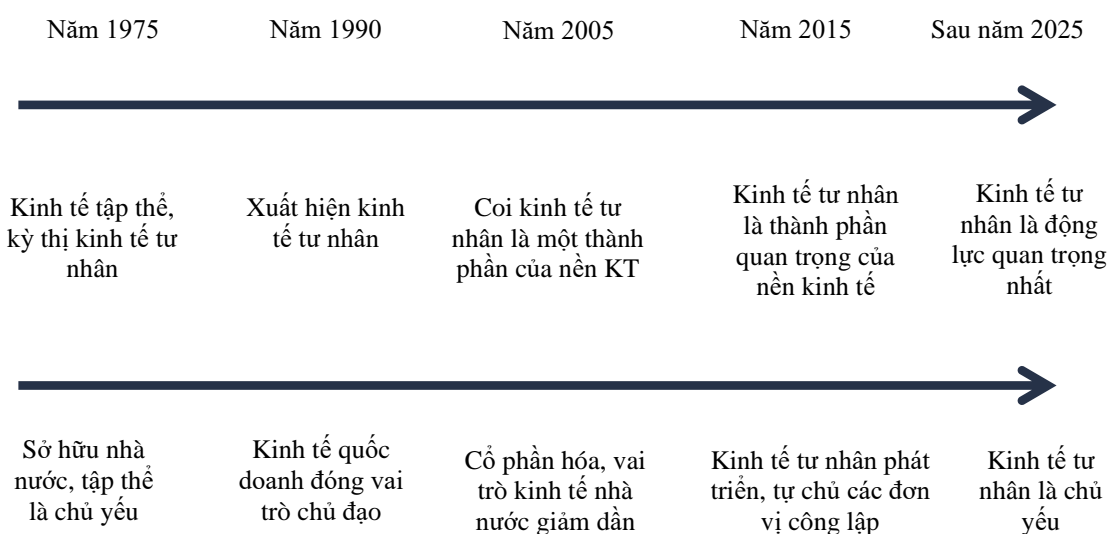 Năm 1975
Năm 1990
Năm 2005
Năm 2015
Sau năm 2025
Kinh tế tập thể,
kỳ thị kinh tế tư
nhân
Xuất hiện kinh
tế tư nhân
Coi kinh tế tư
nhân là một thành
phần của nền KT
Kinh tế tư nhân
là thành phần
quan trọng của
nền kinh tế
Kinh tế tư
nhân là động
lực quan trọng
nhất
Sở hữu nhà
nước, tập thể
là chủ yếu
Kinh tế quốc
doanh đóng vai
trò chủ đạo
Cổ phần hóa, vai
trò kinh tế nhà
nước giảm dần
Kinh tế tư nhân phát
triển, tự chủ các đơn
vị công lập
Kinh tế tư
nhân là chủ
yếu